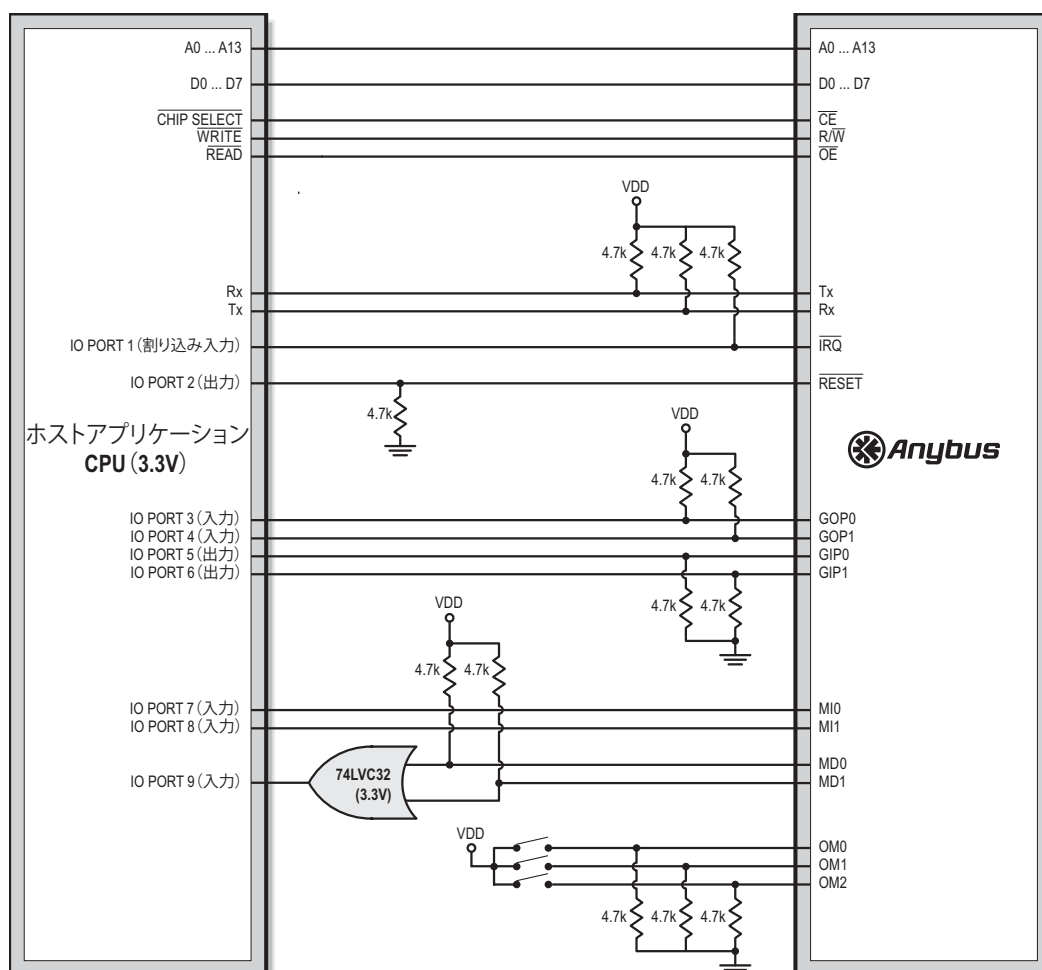 A0 ... A13
A0 ... A13
D0 ... D7
D0 ... D7
CHIP SELECT
CE
WRITE
R/W
READ
OE
VDD
4.7k
4.7k
4.7k
Rx
Tx
Tx
Rx
IO PORT 1（割り込み入力）
IRQ
IO PORT 2（出力）
RESET
4.7k
VDD
ホストアプリケーション
CPU（3.3V）
Anybus
4.7k
4.7k
IO PORT 3（入力）
GOP0
IO PORT 4（入力）
GOP1
IO PORT 5（出力）
GIP0
IO PORT 6（出力）
GIP1
4.7k
4.7k
VDD
4.7k
4.7k
IO PORT 7（入力）
MI0
IO PORT 8（入力）
MI1
MD0
IO PORT 9（入力）
74LVC32
(3.3V)
MD1
VDD
OM0
OM1
OM2
4.7k
4.7k
4.7k